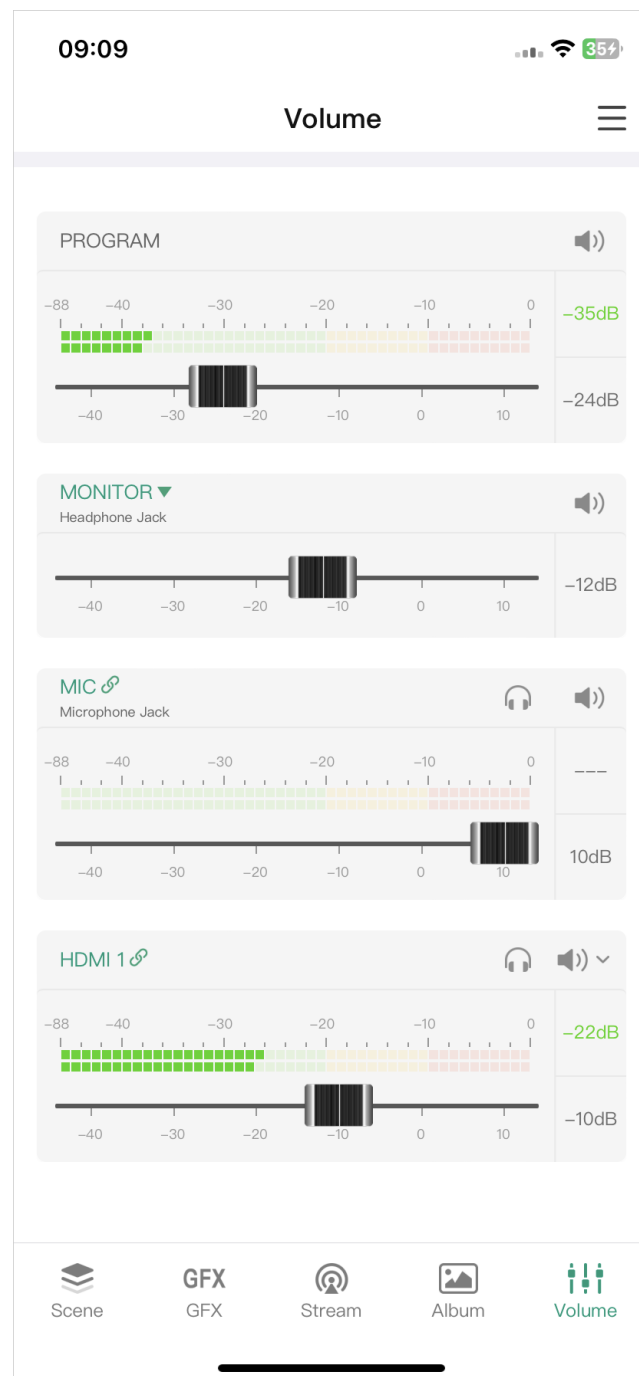 09:09
35
Volume
PROGRAM
–88 –40 –30 –20 –10 0
–35dB
–40 –30 –20 –10 0 10
–24dB
MONITOR
Headphone Jack
–40 –30 –20 –10 0 10
–12dB
MIC
Microphone Jack
–88 –40 –30 –20 –10 0
–––
–40 –30 –20 –10 0 10
10dB
HDMI 1
–88 –40 –30 –20 –10 0
–22dB
–40 –30 –20 –10 0 10
–10dB
GFX
Scene GFX Stream Album Volume